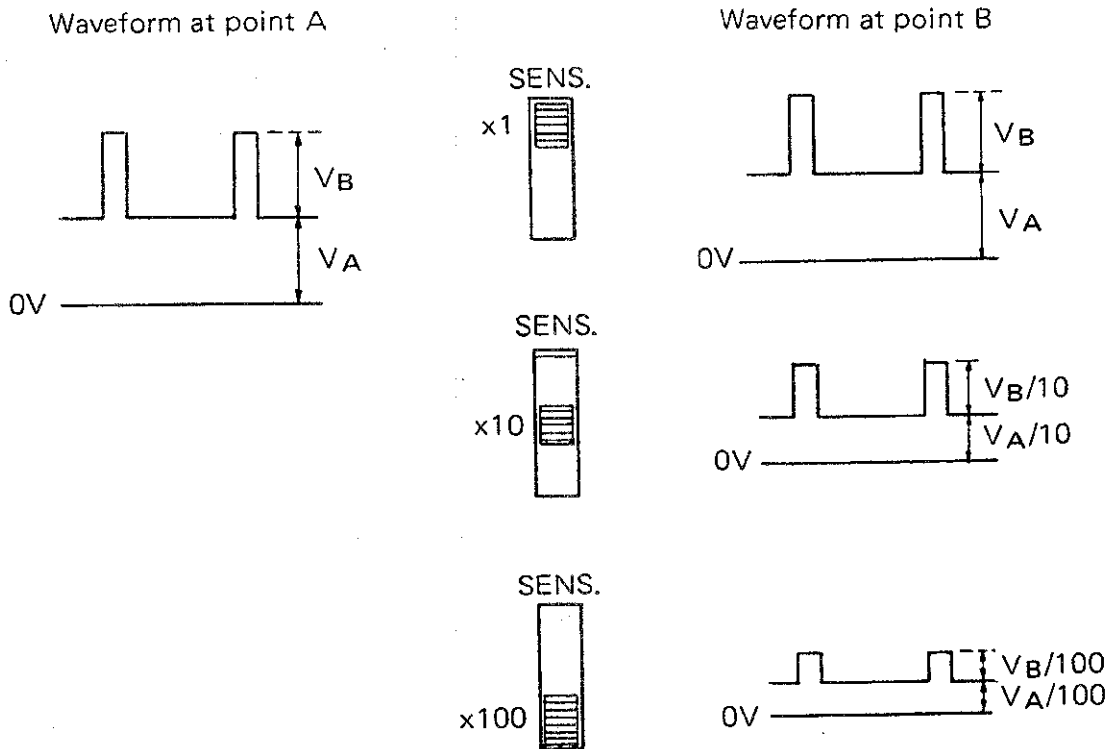 Waveform at point A
Waveform at point B
SENS.
x1
VB
VA
0V
VB
VA
0V
SENS.
x10
VB/10
VA/10
0V
SENS.
x100
VB/100
VA/100
0V